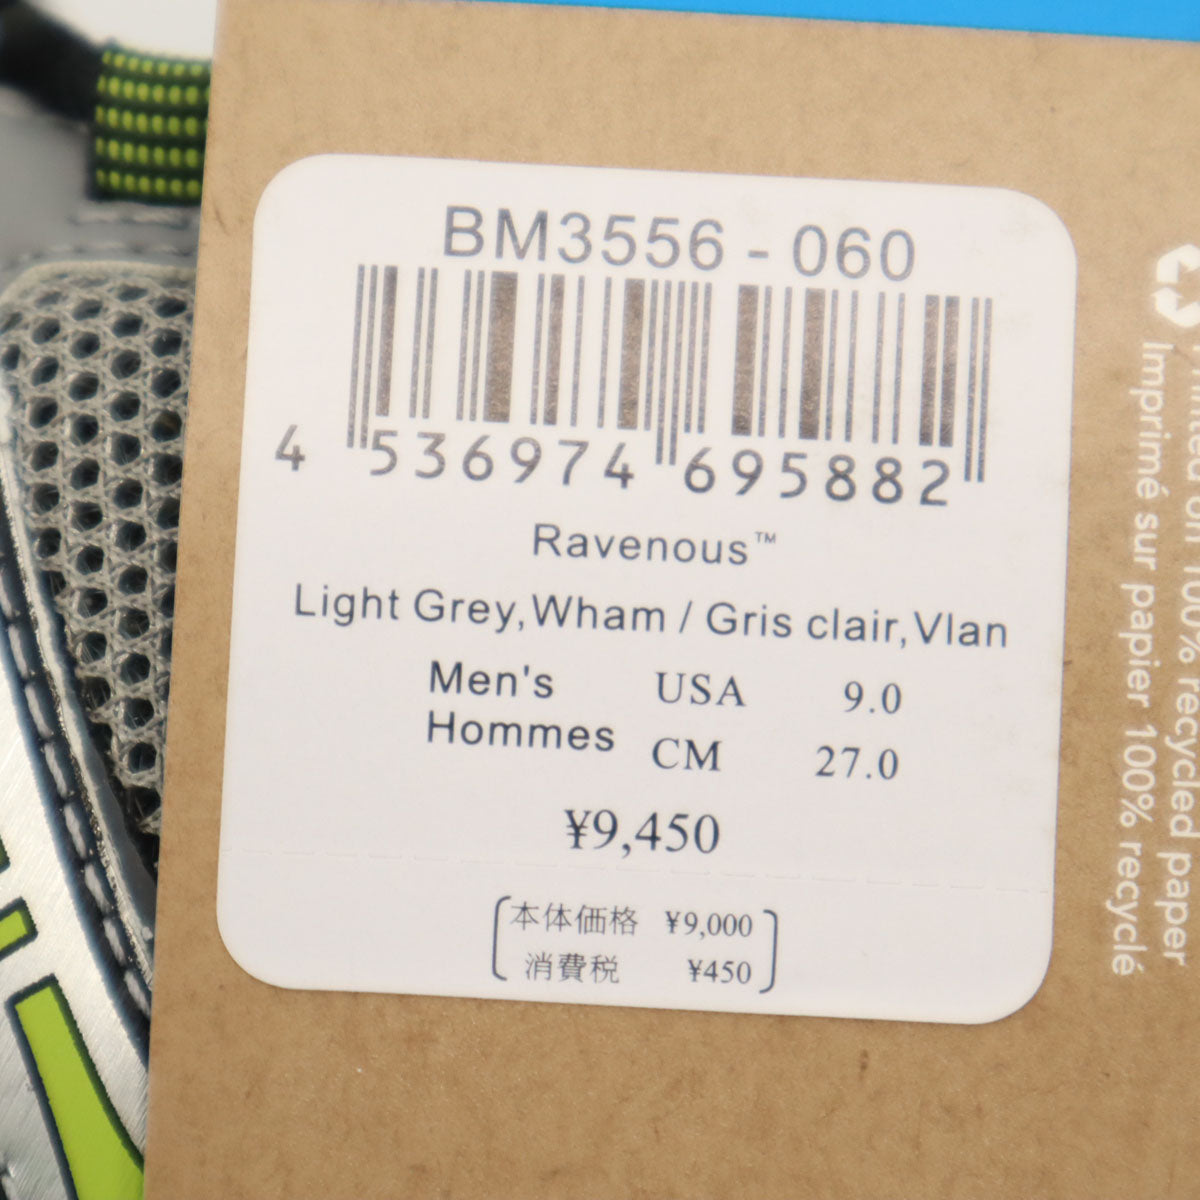 BM3556 - 060
4 536974 695882
Ravenous™
Light Grey,Wham / Gris clair,Vlan
Men's USA 9.0
Hommes CM 27.0
¥9,450
本体価格 ¥9,000
消費税 ¥450
Printed on 100% recycled paper
Imprimé sur papier 100% recyclé